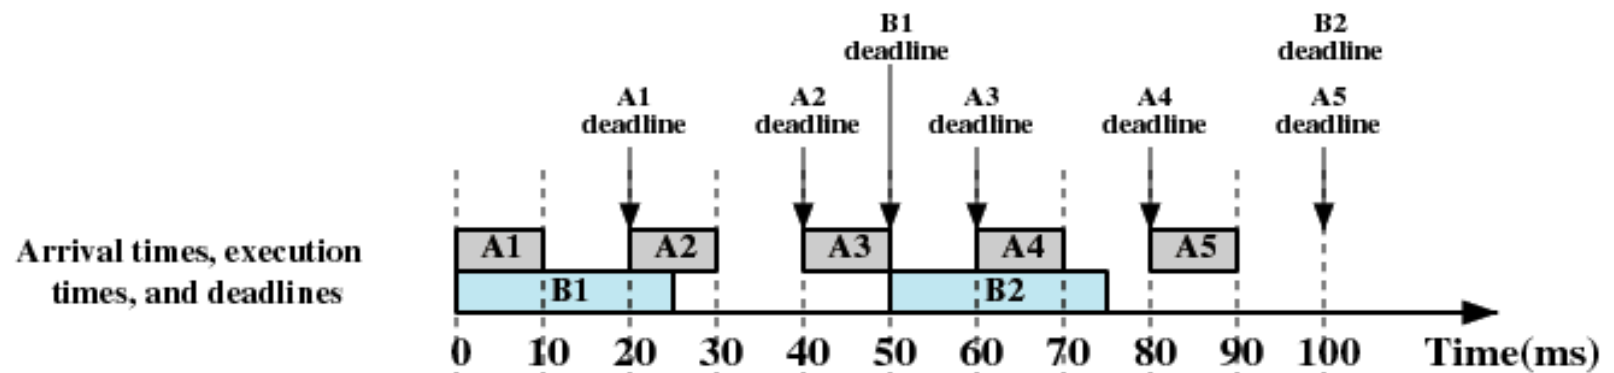 B1
deadline
B2
deadline
A1
deadline
A2
deadline
A3
deadline
A4
deadline
A5
deadline
Arrival times, execution
times, and deadlines
A1
A2
A3
A4
A5
B1
B2
0 10 20 30 40 50 60 70 80 90 100 Time(ms)